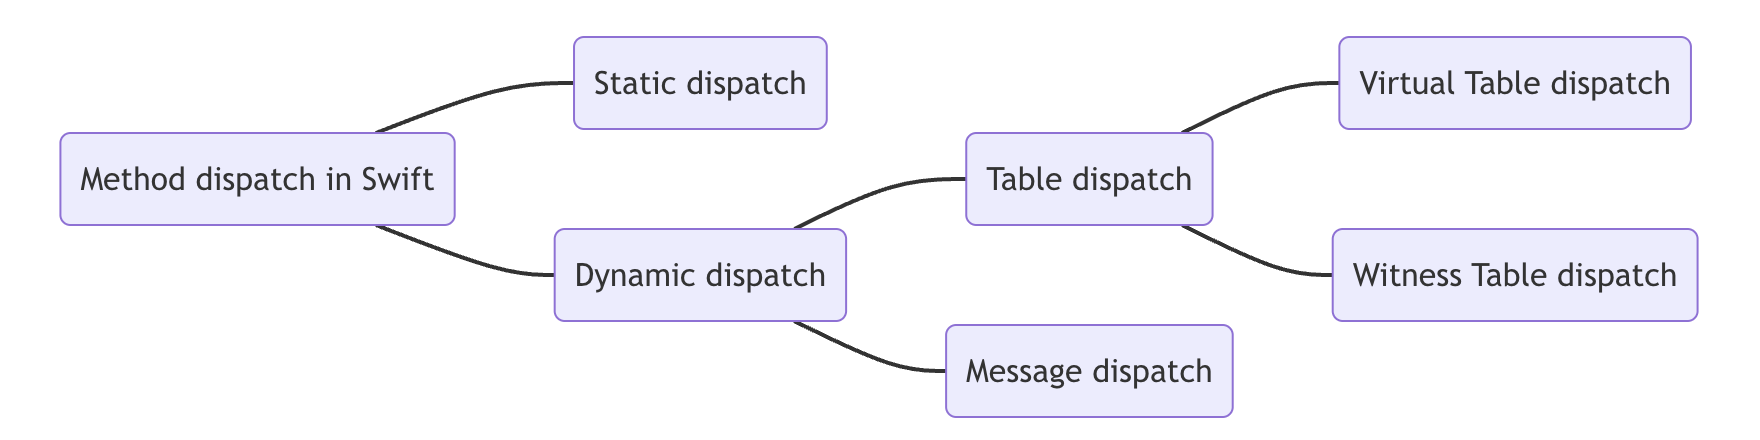 Method dispatch in Swift
Static dispatch
Dynamic dispatch
Table dispatch
Message dispatch
Virtual Table dispatch
Witness Table dispatch